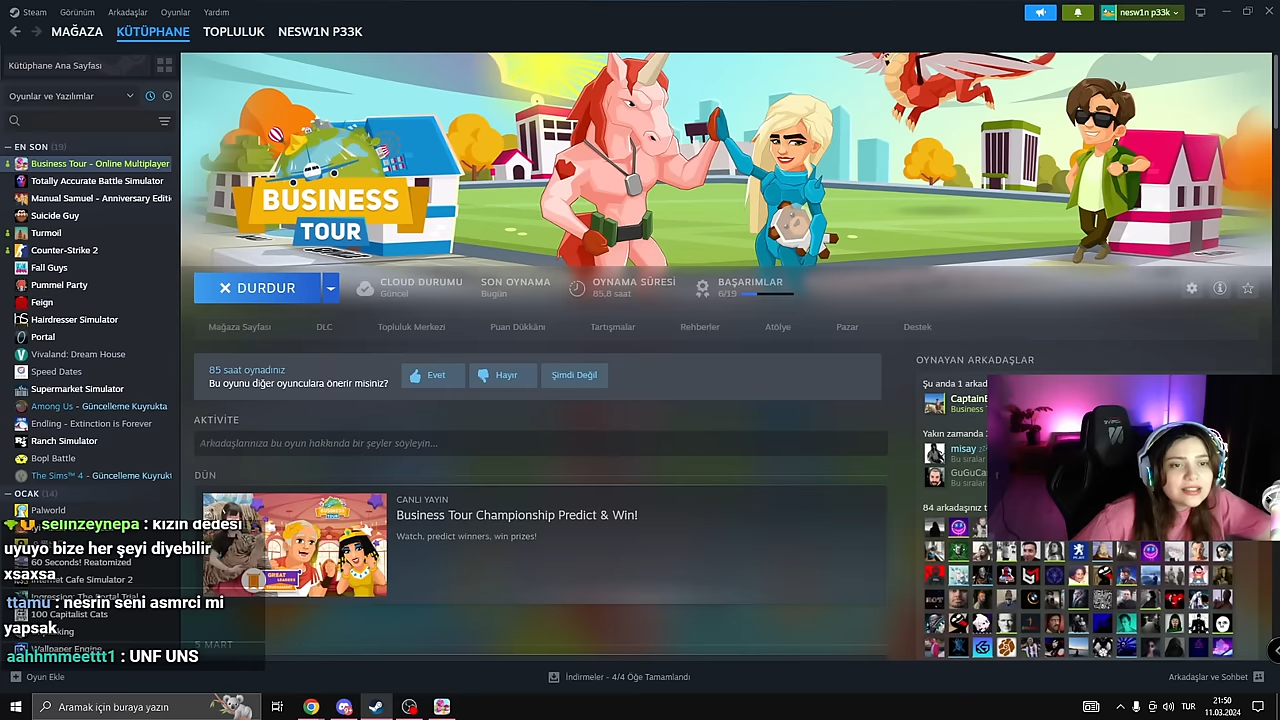 Steam Görünüm Arkadaşlar Oyunlar Yardım
nesw1n p33k
MAĞAZA KÜTÜPHANE TOPLULUK NESW1N P33K
Kütüphane Ana Sayfası
Oyunlar ve Yazılımlar
EN SON (19)
Business Tour - Online Multiplayer
Totally Accurate Battle Simulator
Manual Samuel - Anniversary Editi
Suicide Guy
Turmoil
Counter-Strike 2
Fall Guys
Pummel Party
Feign
Hairdresser Simulator
Portal
Vivaland: Dream House
Speed Dates
Supermarket Simulator
Among Us - Güncelleme Kuyrukta
Endling - Extinction is Forever
Ranch Simulator
Bopl Battle
The Sims™ 4 - Güncelleme Kuyrukt
OCAK (14)
Palworld
60 Seconds! Reatomized
Internet Cafe Simulator 2
100 Capitalist Cats
Wallpaper Engine
selinzeynepa : kızın dedesi
uyuyo bize her şeyi diyebilir
xsaxsa
ttamu : nesrin seni asmrci mi
yapsak
aahhmmeettt1 : UNF UNS
Oyun Ekle
BUSINESS
TOUR
DURDUR
CLOUD DURUMU
Güncel
SON OYNAMA
Bugün
OYNAMA SÜRESİ
85,8 saat
BAŞARIMLAR
6/19
Mağaza Sayfası DLC Topluluk Merkezi Puan Dükkânı Tartışmalar Rehberler Atölye Pazar Destek
85 saat oynadınız
Bu oyunu diğer oyunculara önerir misiniz?
Evet Hayır Şimdi Değil
AKTİVİTE
Arkadaşlarınıza bu oyun hakkında bir şeyler söyleyin...
DÜN
GREAT
LEADERS
CANLI YAYIN
Business Tour Championship Predict & Win!
Watch, predict winners, win prizes!
5 MART
OYNAYAN ARKADAŞLAR
Şu anda 1 arkad
CaptainE
Business T
Yakın zamanda
misay
Bu sıralar
GuGuCa
Bu sıralar
84 arkadaşınız t
İndirmeler - 4/4 Öğe Tamamlandı
Arkadaşlar ve Sohbet
Aramak için buraya yazın
TUR
21:50
11.03.2024